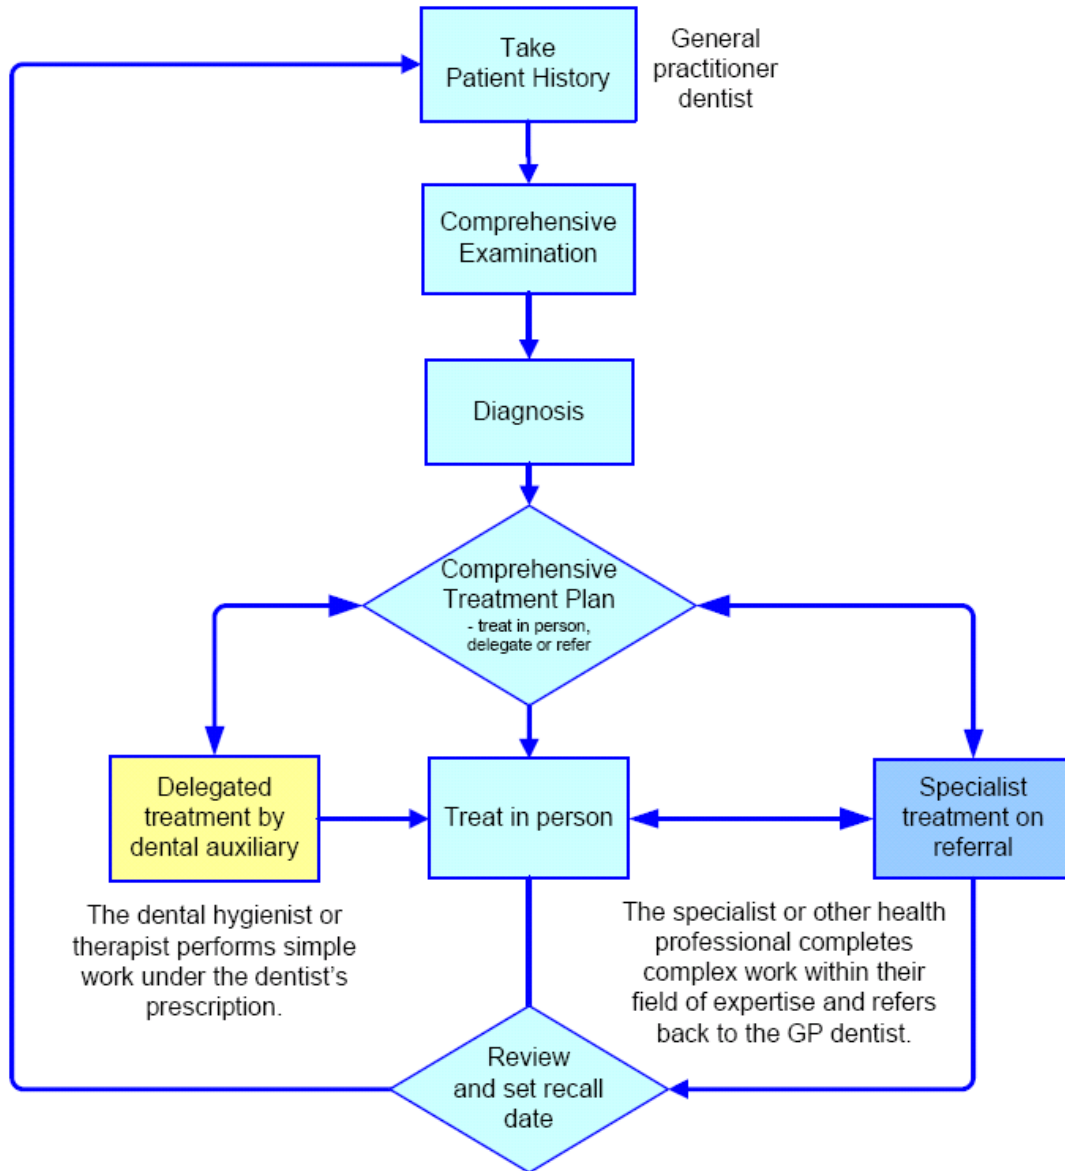 Take
Patient History
General
practitioner
dentist
Comprehensive
Examination
Diagnosis
Comprehensive
Treatment Plan
- treat in person,
delegate or refer
Delegated
treatment by
dental auxiliary
Treat in person
Specialist
treatment on
referral
The dental hygienist or
therapist performs simple
work under the dentist's
prescription.
The specialist or other health
professional completes
complex work within their
field of expertise and refers
back to the GP dentist.
Review
and set recall
date